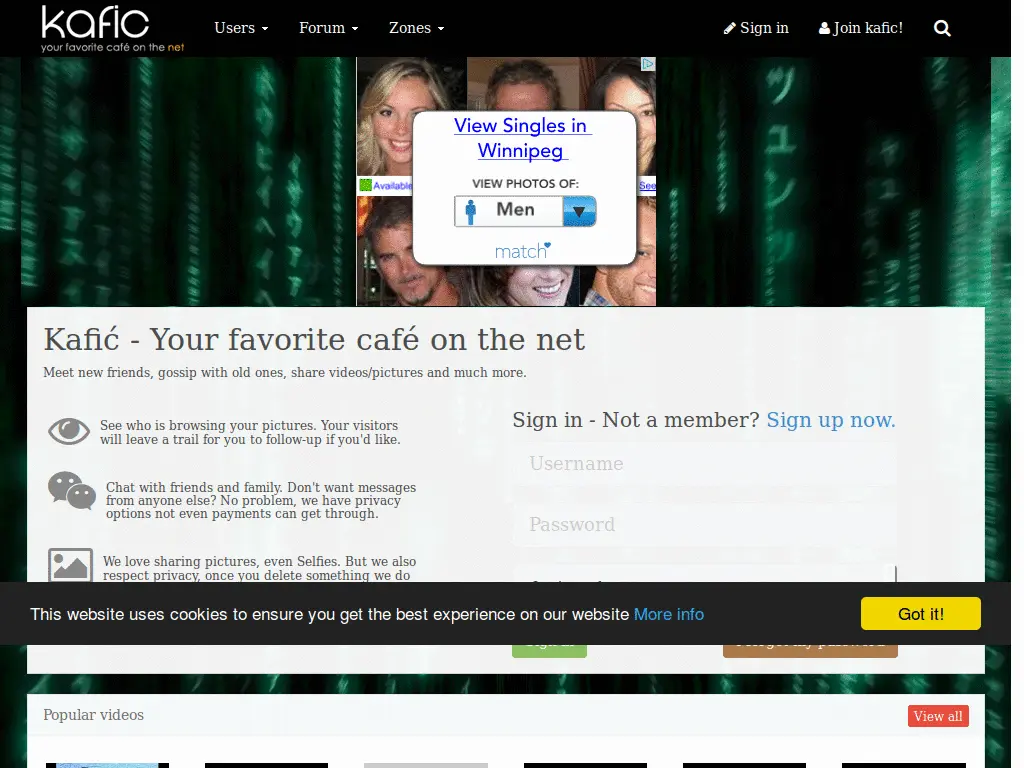 kafic
your favorite café on the net
Users
Forum
Zones
Sign in
Join kafic!
View Singles in
Winnipeg
VIEW PHOTOS OF:
Available
See
Men
match
Kafić - Your favorite café on the net
Meet new friends, gossip with old ones, share videos/pictures and much more.
See who is browsing your pictures. Your visitors
will leave a trail for you to follow-up if you'd like.
Chat with friends and family. Don't want messages
from anyone else? No problem, we have privacy
options not even payments can get through.
We love sharing pictures, even Selfies. But we also
respect privacy, once you delete something we do
Sign in - Not a member? Sign up now.
Username
Password
This website uses cookies to ensure you get the best experience on our website More info
Got it!
Popular videos
View all